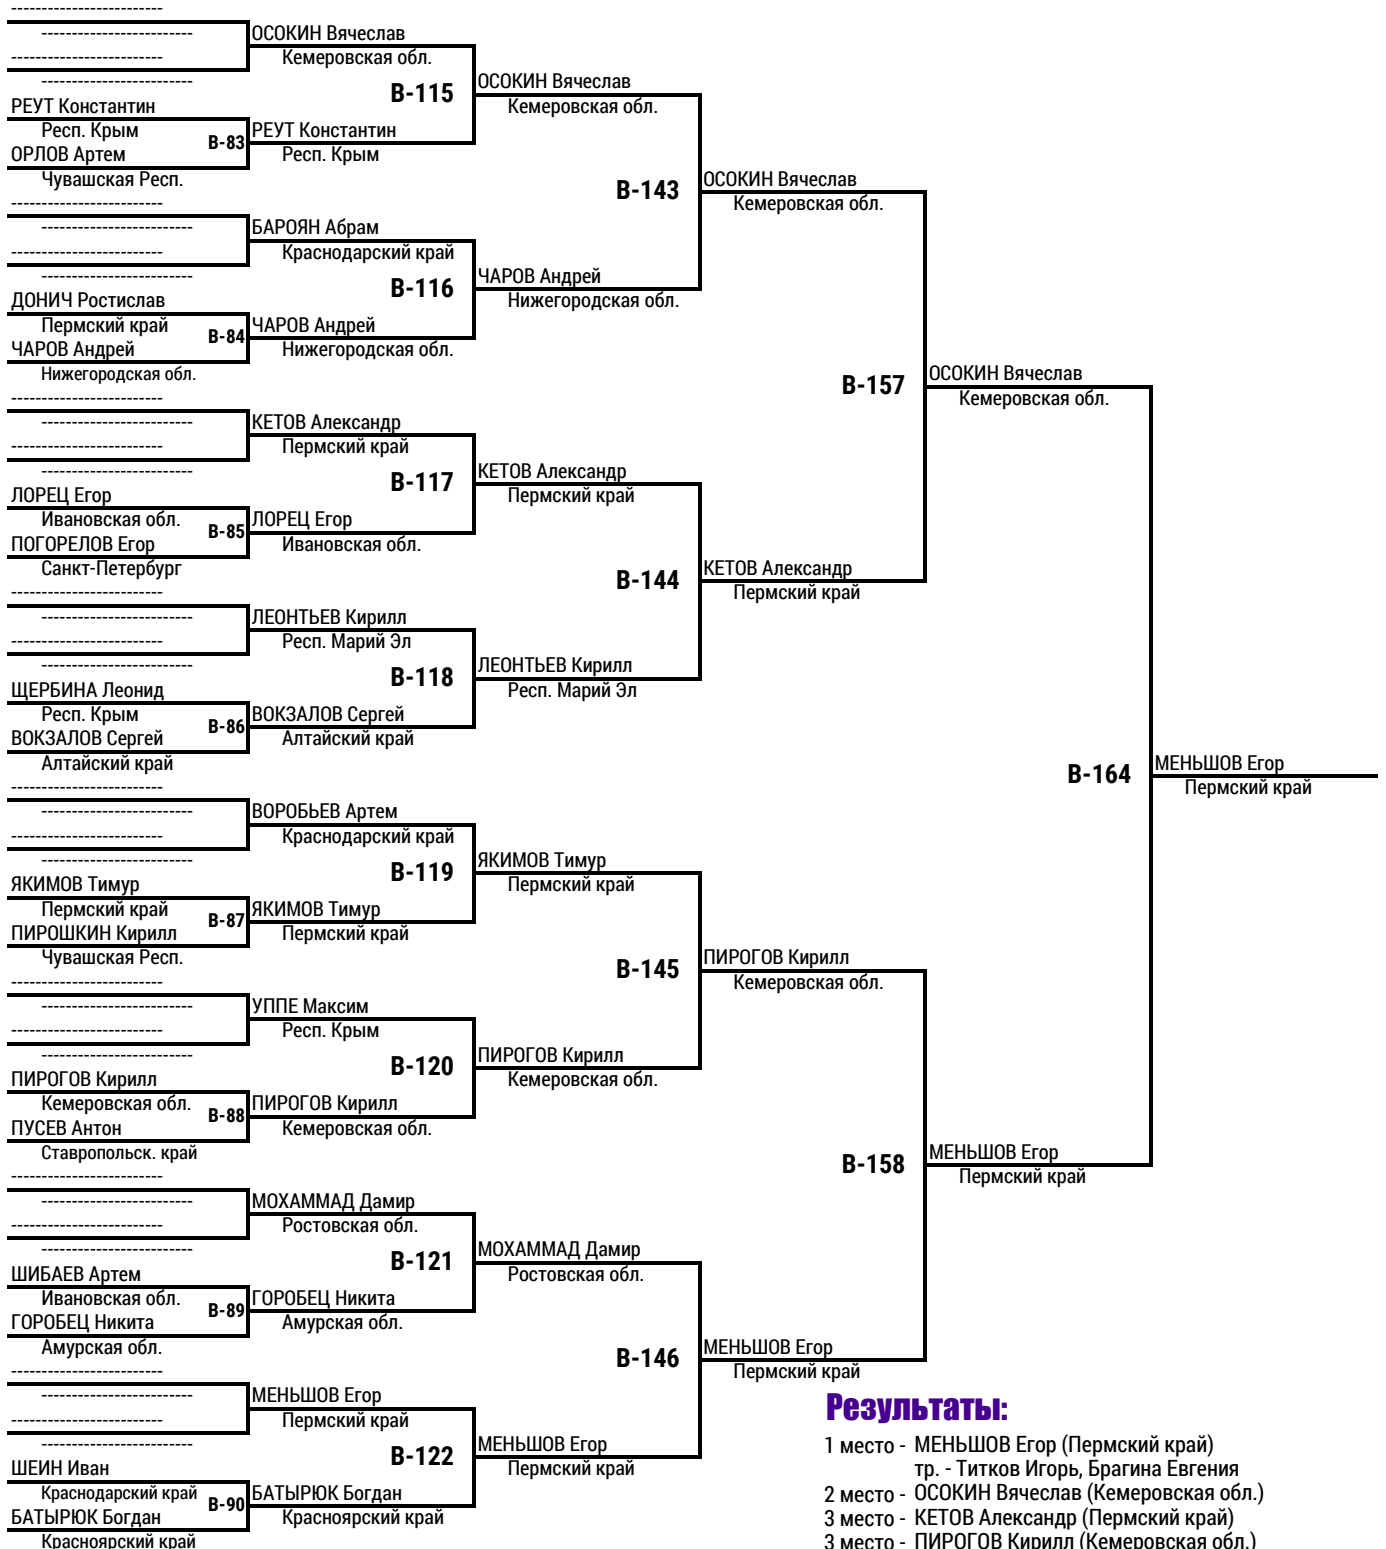 -------------------------
-------------------------
ОСОКИН Вячеслав
Кемеровская обл.
-------------------------
-------------------------
B-115
ОСОКИН Вячеслав
Кемеровская обл.
РЕУТ Константин
Респ. Крым
B-83
РЕУТ Константин
Респ. Крым
ОРЛОВ Артем
Чувашская Респ.
B-143
ОСОКИН Вячеслав
Кемеровская обл.
-------------------------
-------------------------
БАРОЯН Абрам
Краснодарский край
-------------------------
-------------------------
B-116
ЧАРОВ Андрей
Нижегородская обл.
ДОНИЧ Ростислав
Пермский край
B-84
ЧАРОВ Андрей
Нижегородская обл.
ЧАРОВ Андрей
Нижегородская обл.
B-157
ОСОКИН Вячеслав
Кемеровская обл.
-------------------------
-------------------------
КЕТОВ Александр
Пермский край
-------------------------
-------------------------
B-117
КЕТОВ Александр
Пермский край
ЛОРЕЦ Егор
Ивановская обл.
B-85
ЛОРЕЦ Егор
Ивановская обл.
ПОГОРЕЛОВ Егор
Санкт-Петербург
B-144
КЕТОВ Александр
Пермский край
-------------------------
-------------------------
ЛЕОНТЬЕВ Кирилл
Респ. Марий Эл
-------------------------
-------------------------
B-118
ЛЕОНТЬЕВ Кирилл
Респ. Марий Эл
ЩЕРБИНА Леонид
Респ. Крым
B-86
ВОКЗАЛОВ Сергей
Алтайский край
ВОКЗАЛОВ Сергей
Алтайский край
B-164
МЕНЬШОВ Егор
Пермский край
-------------------------
-------------------------
ВОРОБЬЕВ Артем
Краснодарский край
-------------------------
-------------------------
B-119
ЯКИМОВ Тимур
Пермский край
ЯКИМОВ Тимур
Пермский край
B-87
ЯКИМОВ Тимур
Пермский край
ПИРОШКИН Кирилл
Чувашская Респ.
B-145
ПИРОГОВ Кирилл
Кемеровская обл.
-------------------------
-------------------------
УППЕ Максим
Респ. Крым
-------------------------
-------------------------
B-120
ПИРОГОВ Кирилл
Кемеровская обл.
ПИРОГОВ Кирилл
Кемеровская обл.
B-88
ПИРОГОВ Кирилл
Кемеровская обл.
ПУСЕВ Антон
Ставропольск. край
B-158
МЕНЬШОВ Егор
Пермский край
-------------------------
-------------------------
МОХАММАД Дамир
Ростовская обл.
-------------------------
-------------------------
B-121
МОХАММАД Дамир
Ростовская обл.
ШИБАЕВ Артем
Ивановская обл.
B-89
ГОРОБЕЦ Никита
Амурская обл.
ГОРОБЕЦ Никита
Амурская обл.
B-146
МЕНЬШОВ Егор
Пермский край
-------------------------
-------------------------
МЕНЬШОВ Егор
Пермский край
-------------------------
-------------------------
B-122
МЕНЬШОВ Егор
Пермский край
ШЕИН Иван
Краснодарский край
B-90
БАТЫРЮК Богдан
Красноярский край
БАТЫРЮК Богдан
Красноярский край
Результаты:
1 место - МЕНЬШОВ Егор (Пермский край)
тр. - Титков Игорь, Брагина Евгения
2 место - ОСОКИН Вячеслав (Кемеровская обл.)
3 место - КЕТОВ Александр (Пермский край)
3 место - ПИРОГОВ Кирилл (Кемеровская обл.)